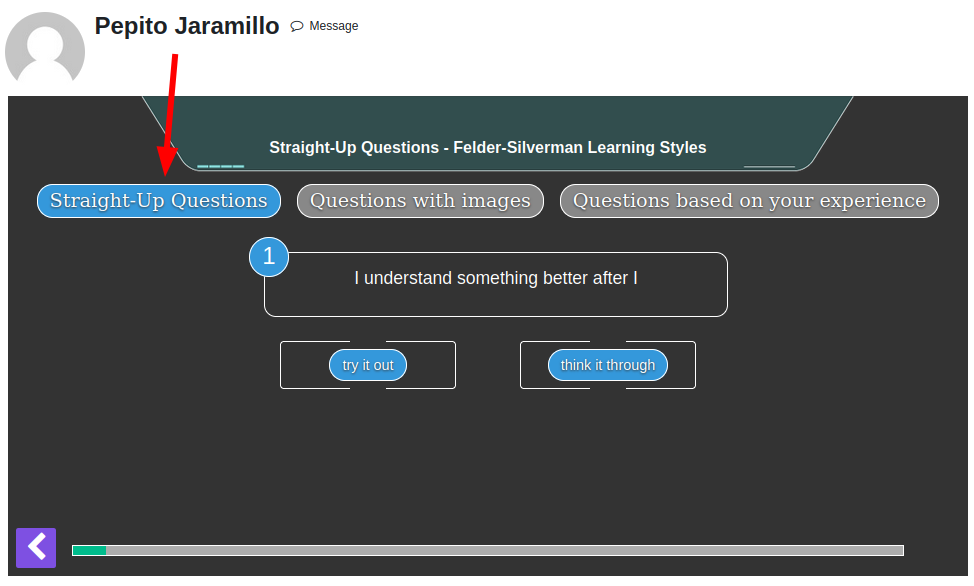 Pepito Jaramillo Message
Straight-Up Questions - Felder-Silverman Learning Styles
Straight-Up Questions Questions with images Questions based on your experience
1
I understand something better after I
try it out think it through